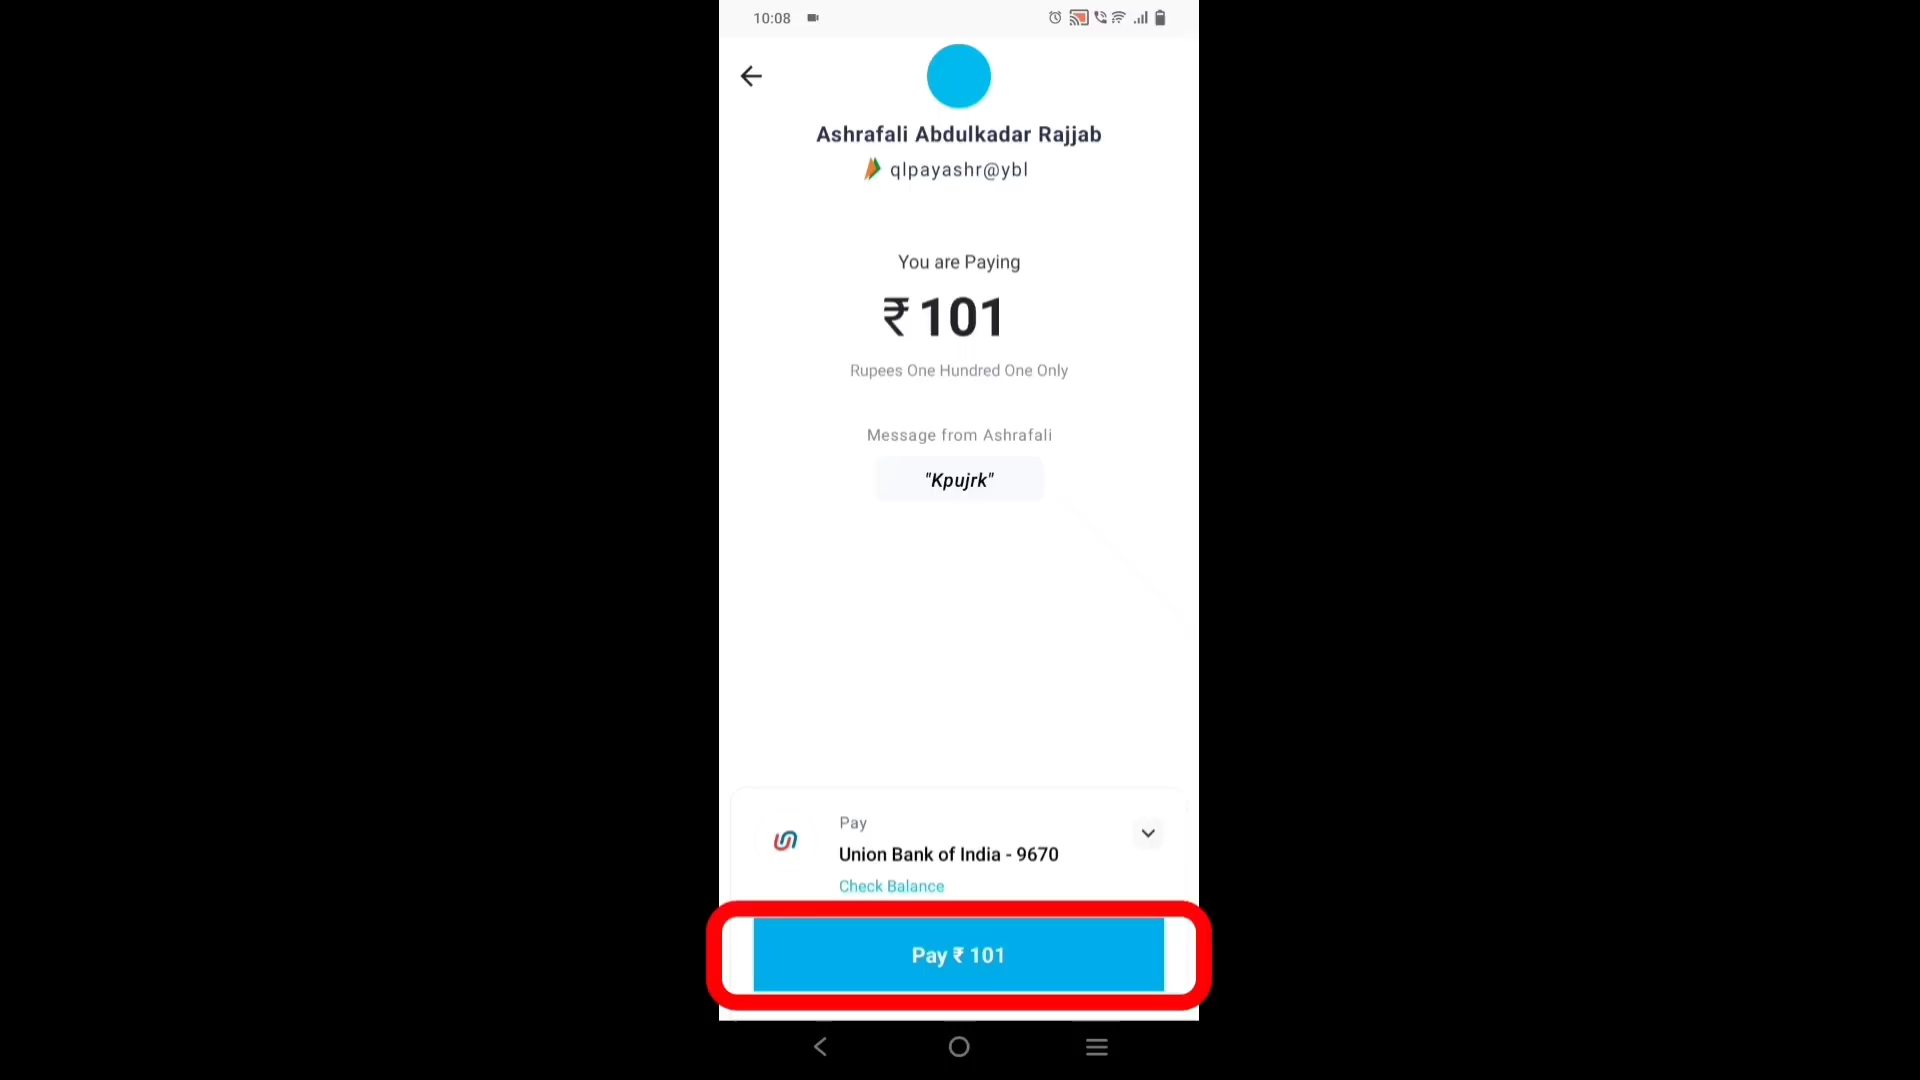 10:08
Ashrafali Abdulkadar Rajjab
qlpayashr@ybl
You are Paying
₹ 101
Rupees One Hundred One Only
Message from Ashrafali
"Kpujrk"
Pay
Union Bank of India - 9670
Check Balance
Pay ₹ 101